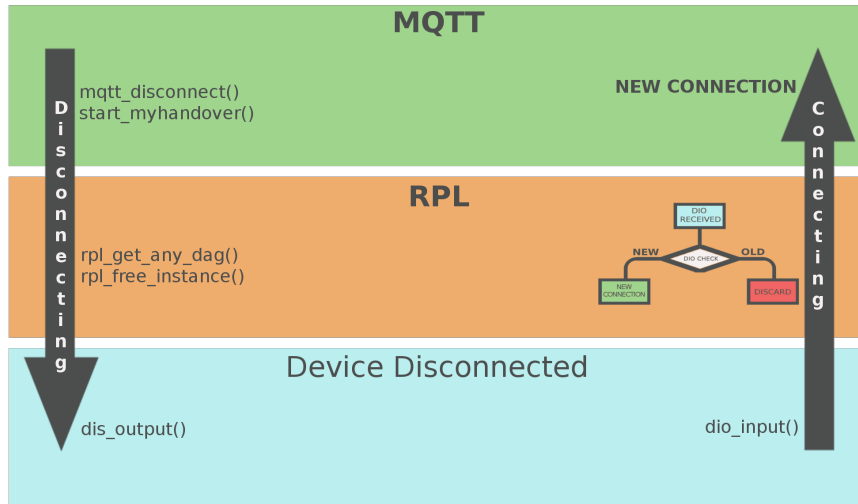 MQTT
mqtt_disconnect()
start_myhandover()
NEW CONNECTION
Disconnecting
Connecting
RPL
rpl_get_any_dag()
rpl_free_instance()
DIO
RECEIVED
NEW
DIO CHECK
OLD
NEW
CONNECTION
DISCARD
Device Disconnected
dis_output()
dio_input()